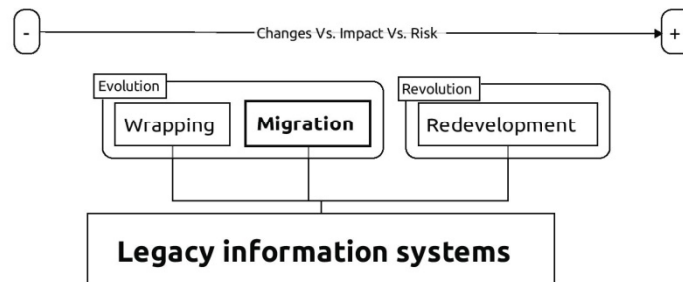 -
Changes Vs. Impact Vs. Risk
+
Evolution
Revolution
Wrapping
Migration
Redevelopment
Legacy information systems